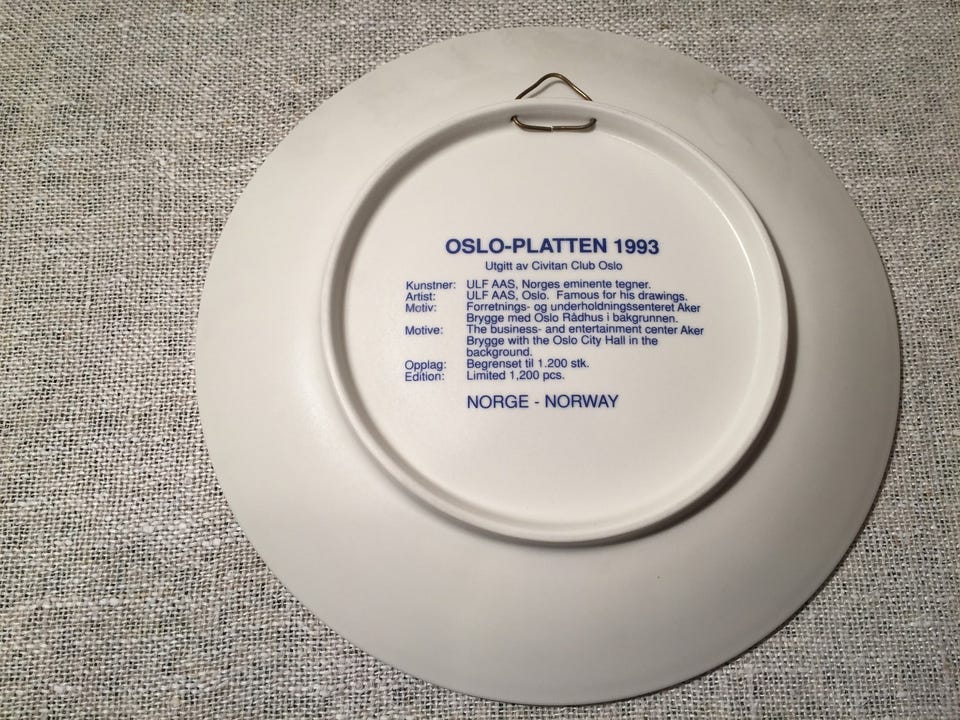 OSLO-PLATTEN 1993
Utgitt av Civitan Club Oslo
Kunstner: ULF AAS, Norges eminente tegner.
Artist: ULF AAS, Oslo. Famous for his drawings.
Motiv: Forretnings- og underholdningssenteret Aker
Brygge med Oslo Rådhus i bakgrunnen.
Motive: The business- and entertainment center Aker
Brygge with the Oslo City Hall in the
background.
Opplag: Begrenset til 1.200 stk.
Edition: Limited 1,200 pcs.
NORGE - NORWAY